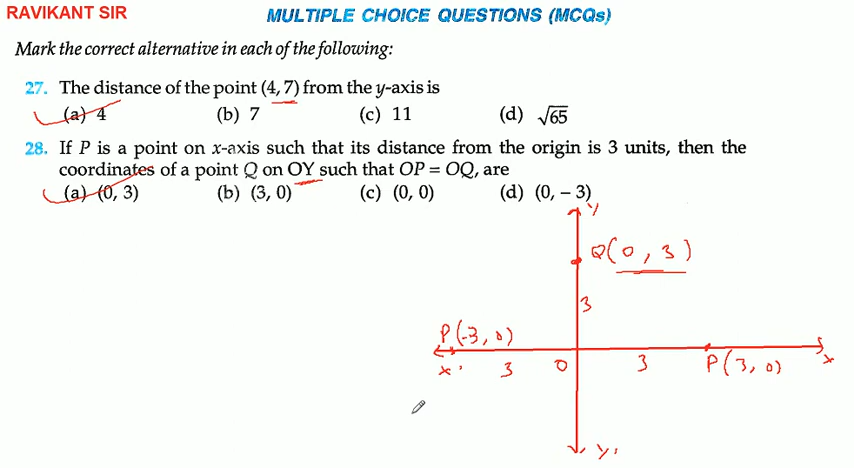 RAVIKANT SIR
MULTIPLE CHOICE QUESTIONS (MCQs)
Mark the correct alternative in each of the following:
27. The distance of the point (4, 7) from the y-axis is
(a) 4 (b) 7 (c) 11 (d) √65
28. If P is a point on x-axis such that its distance from the origin is 3 units, then the
coordinates of a point Q on OY such that OP = OQ, are
(a) (0, 3) (b) (3, 0) (c) (0, 0) (d) (0, – 3)
Y
Q(0, 3)
3
P(-3, 0)
X' 3 0 3 P(3, 0) X
Y'